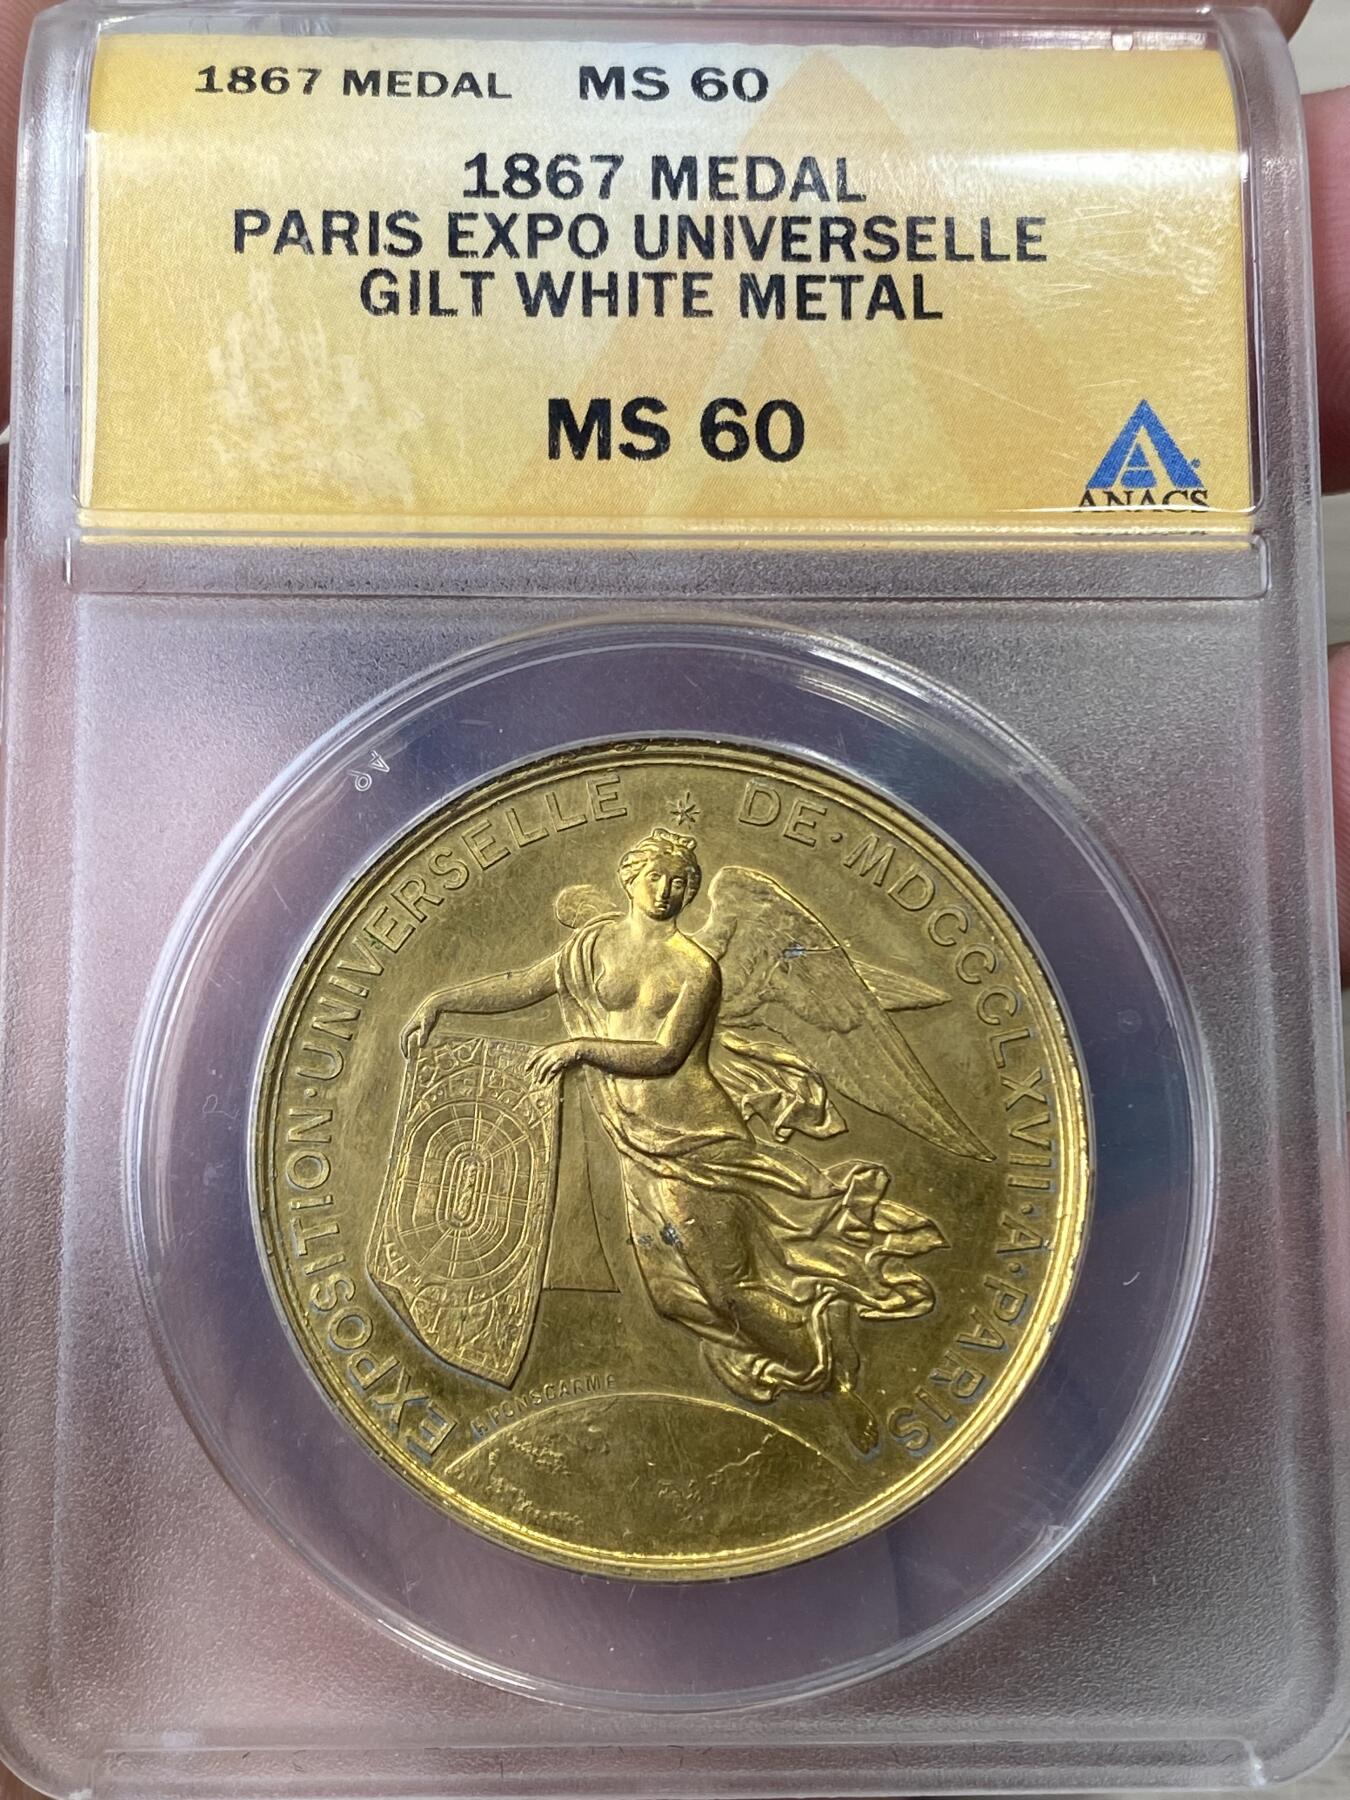 1867 MEDAL MS 60
1867 MEDAL
PARIS EXPO UNIVERSELLE
GILT WHITE METAL
MS 60
ANACS
EXPOSITION·UNIVERSELLE ★ DE·MDCCCLXVII·À·PARIS
H·PONSCARME